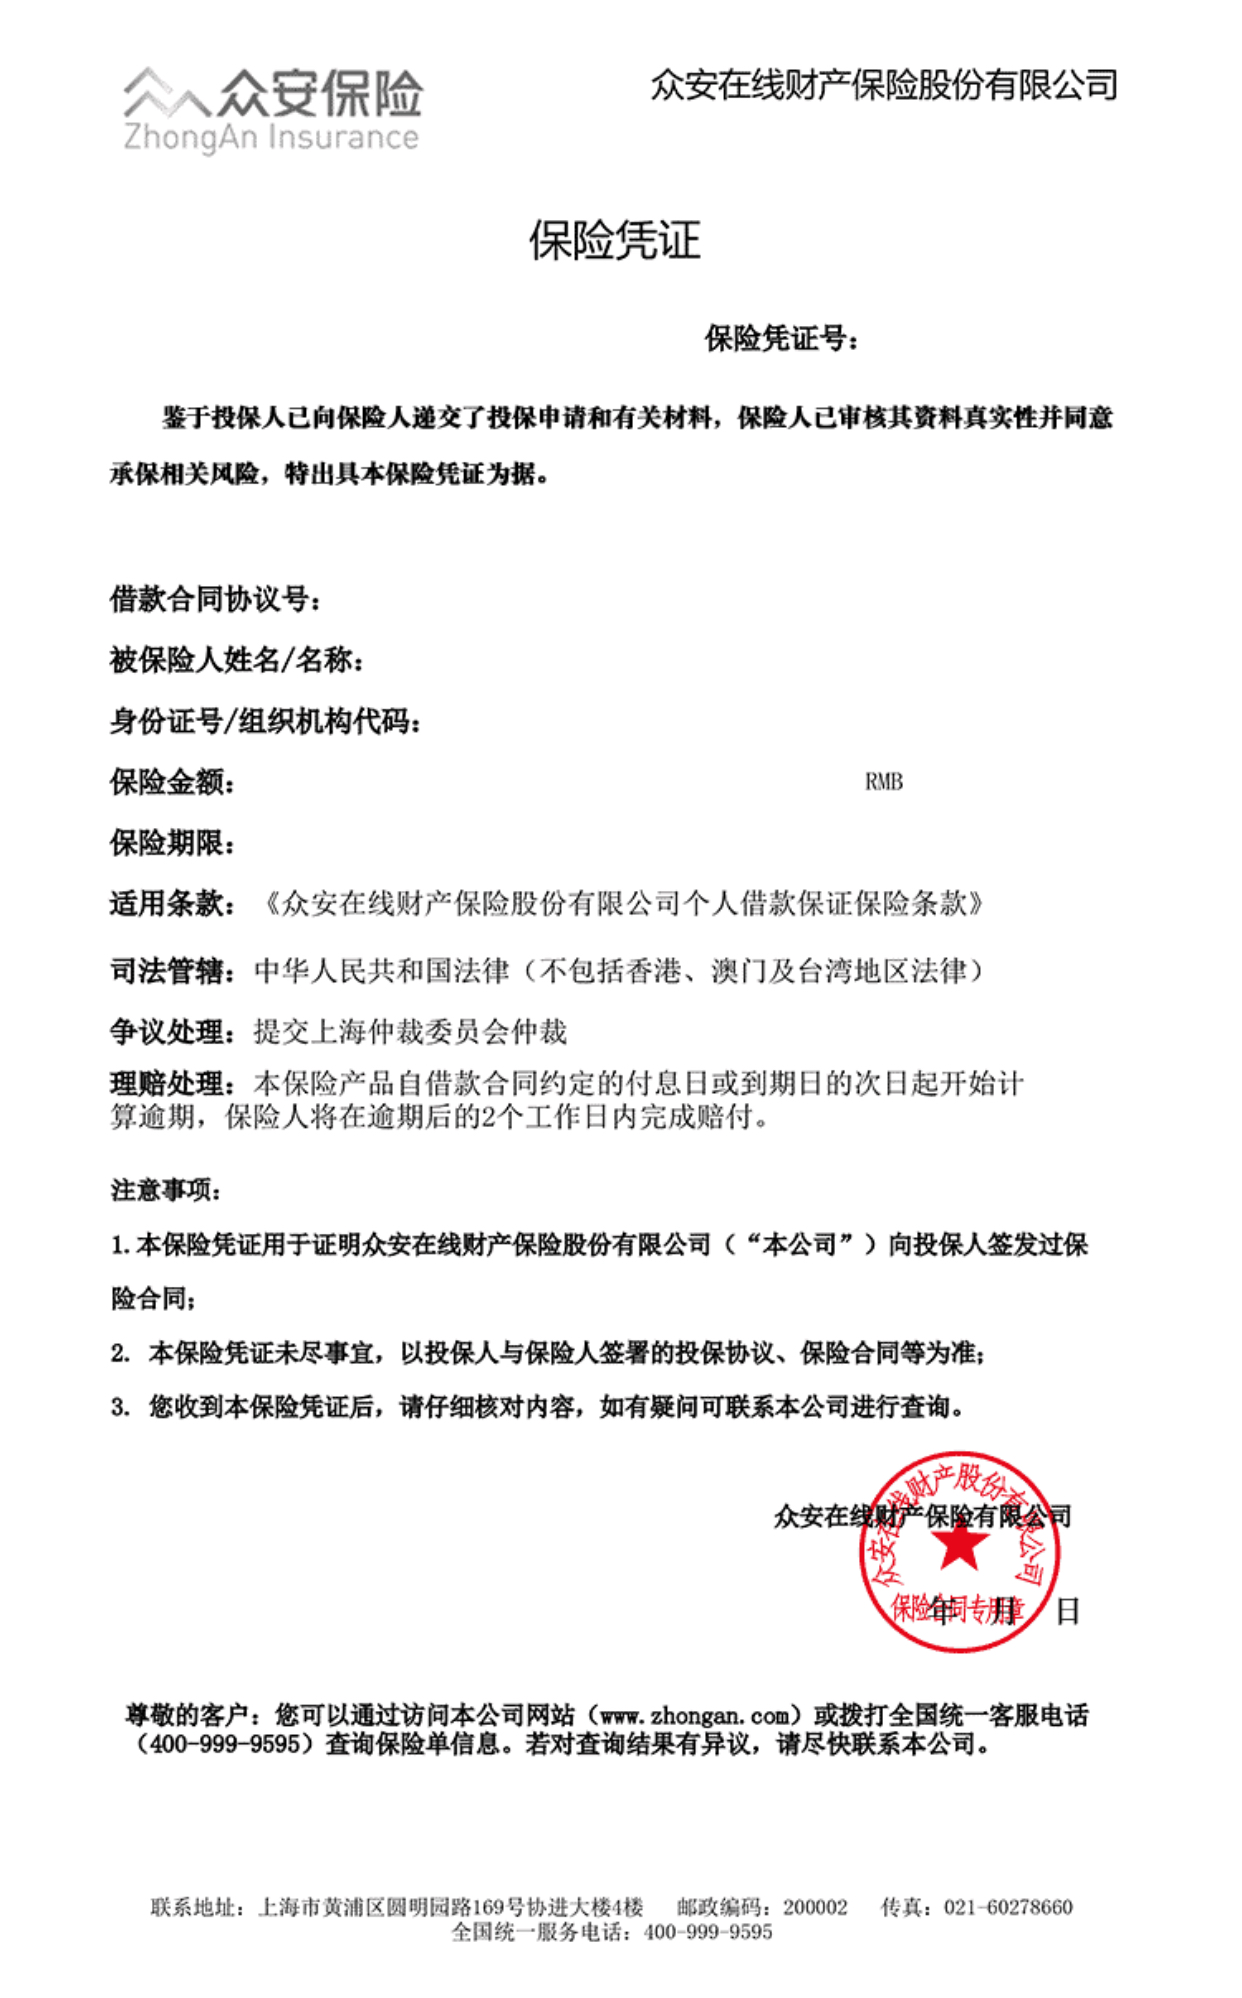 众安保险
ZhongAn Insurance
众安在线财产保险股份有限公司
保险凭证
保险凭证号：
鉴于投保人已向保险人递交了投保申请和有关材料，保险人已审核其资料真实性并同意
承保相关风险，特出具本保险凭证为据。
借款合同协议号：
被保险人姓名/名称：
身份证号/组织机构代码：
保险金额： RMB
保险期限：
适用条款：《众安在线财产保险股份有限公司个人借款保证保险条款》
司法管辖：中华人民共和国法律（不包括香港、澳门及台湾地区法律）
争议处理：提交上海仲裁委员会仲裁
理赔处理：本保险产品自借款合同约定的付息日或到期日的次日起开始计
算逾期，保险人将在逾期后的2个工作日内完成赔付。
注意事项：
1.本保险凭证用于证明众安在线财产保险股份有限公司（“本公司”）向投保人签发过保
险合同；
2. 本保险凭证未尽事宜，以投保人与保险人签署的投保协议、保险合同等为准；
3. 您收到本保险凭证后，请仔细核对内容，如有疑问可联系本公司进行查询。
众安在线财产保险有限公司
众安在线财产股份有限公司
保险合同专用章
年 月 日
尊敬的客户：您可以通过访问本公司网站（www.zhongan.com）或拨打全国统一客服电话
（400-999-9595）查询保险单信息。若对查询结果有异议，请尽快联系本公司。
联系地址：上海市黄浦区圆明园路169号协进大楼4楼 邮政编码：200002 传真：021-60278660
全国统一服务电话：400-999-9595